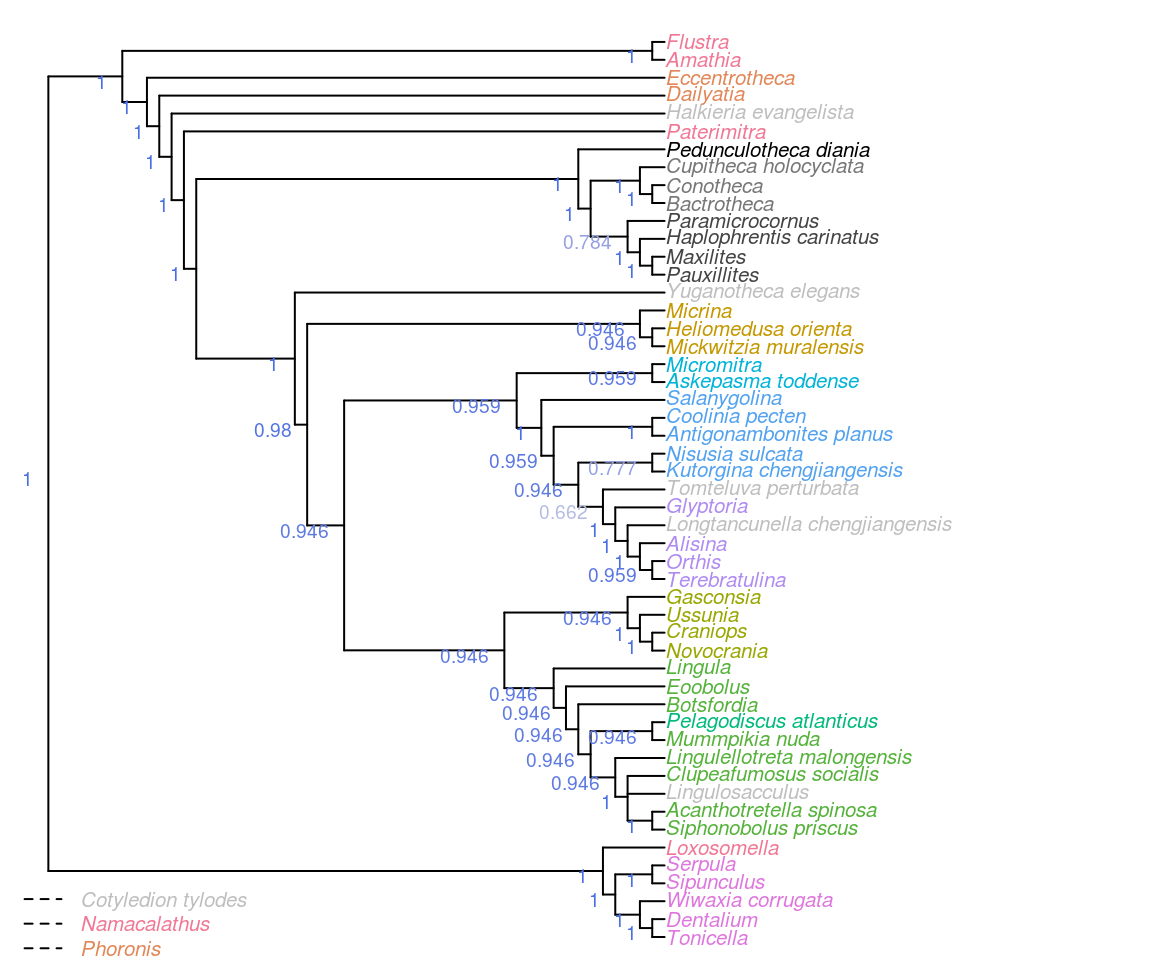 Flustra
1
Amathia
1
Eccentrotheca
Dailyatia
1
Halkieria evangelista
1
Paterimitra
1
Pedunculotheca diania
1
Cupitheca holocyclata
1
Conotheca
1
1
Bactrotheca
1
1
Paramicrocornus
0.784
Haplophrentis carinatus
1
Maxilites
1
1
Pauxillites
Yuganotheca elegans
Micrina
0.946
Heliomedusa orienta
0.946
Mickwitzia muralensis
1
Micromitra
0.959
Askepasma toddense
0.959
Salanygolina
Coolinia pecten
0.98
1
1
Antigonambonites planus
Nisusia sulcata
0.959
0.777
Kutorgina chengjiangensis
1
0.946
Tomteluva perturbata
0.662
Glyptoria
0.946
1
Longtancunella chengjiangensis
1
Alisina
1
Orthis
0.959
Terebratulina
Gasconsia
0.946
Ussunia
1
Craniops
1
Novocrania
0.946
Lingula
0.946
Eoobolus
0.946
Botsfordia
0.946
Pelagodiscus atlanticus
0.946
Mummpikia nuda
0.946
Lingulellotreta malongensis
0.946
Clupeafumosus socialis
Lingulosacculus
1
Acanthotretella spinosa
1
Siphonobolus priscus
Loxosomella
1
Serpula
1
Sipunculus
1
Wiwaxia corrugata
1
Dentalium
1
Tonicella
Cotyledion tylodes
Namacalathus
Phoronis